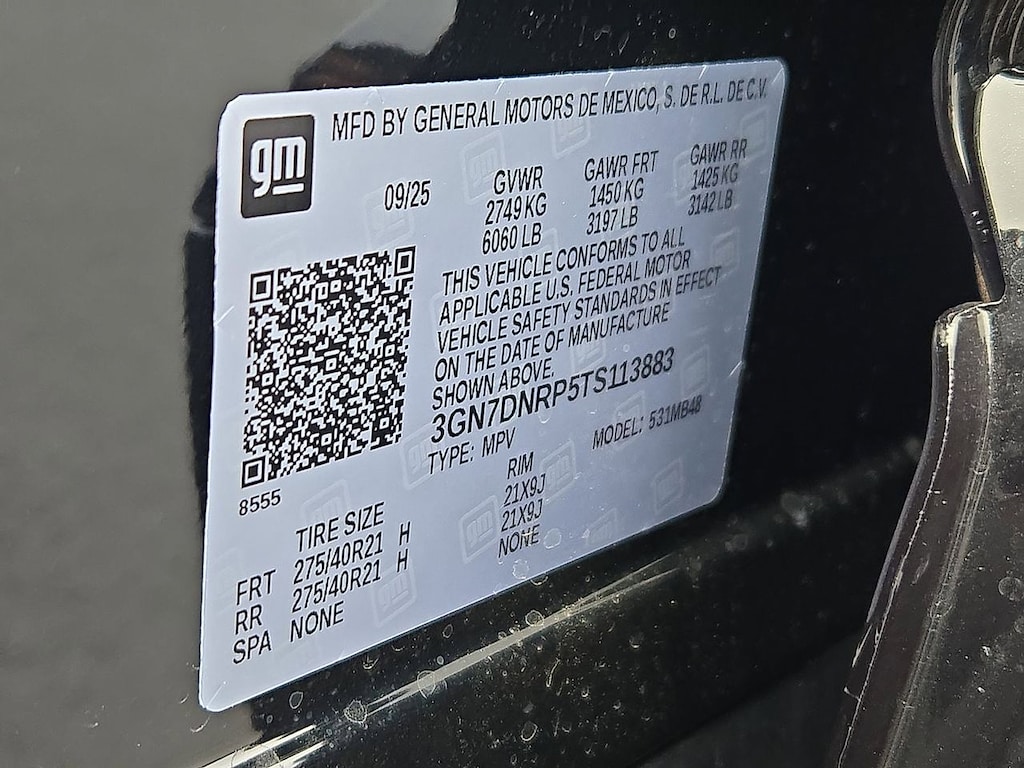 gm
MFD BY GENERAL MOTORS DE MEXICO, S. DE R.L. DE C.V.
09/25
GVWR
2749 KG
6060 LB
GAWR FRT
1450 KG
3197 LB
GAWR RR
1425 KG
3142 LB
THIS VEHICLE CONFORMS TO ALL
APPLICABLE U.S. FEDERAL MOTOR
VEHICLE SAFETY STANDARDS IN EFFECT
ON THE DATE OF MANUFACTURE
SHOWN ABOVE.
3GN7DNRP5TS113883
TYPE: MPV
MODEL: 531MB48
8555
TIRE SIZE
RIM
FRT 275/40R21 H 21X9J
RR 275/40R21 H 21X9J
SPA NONE NONE